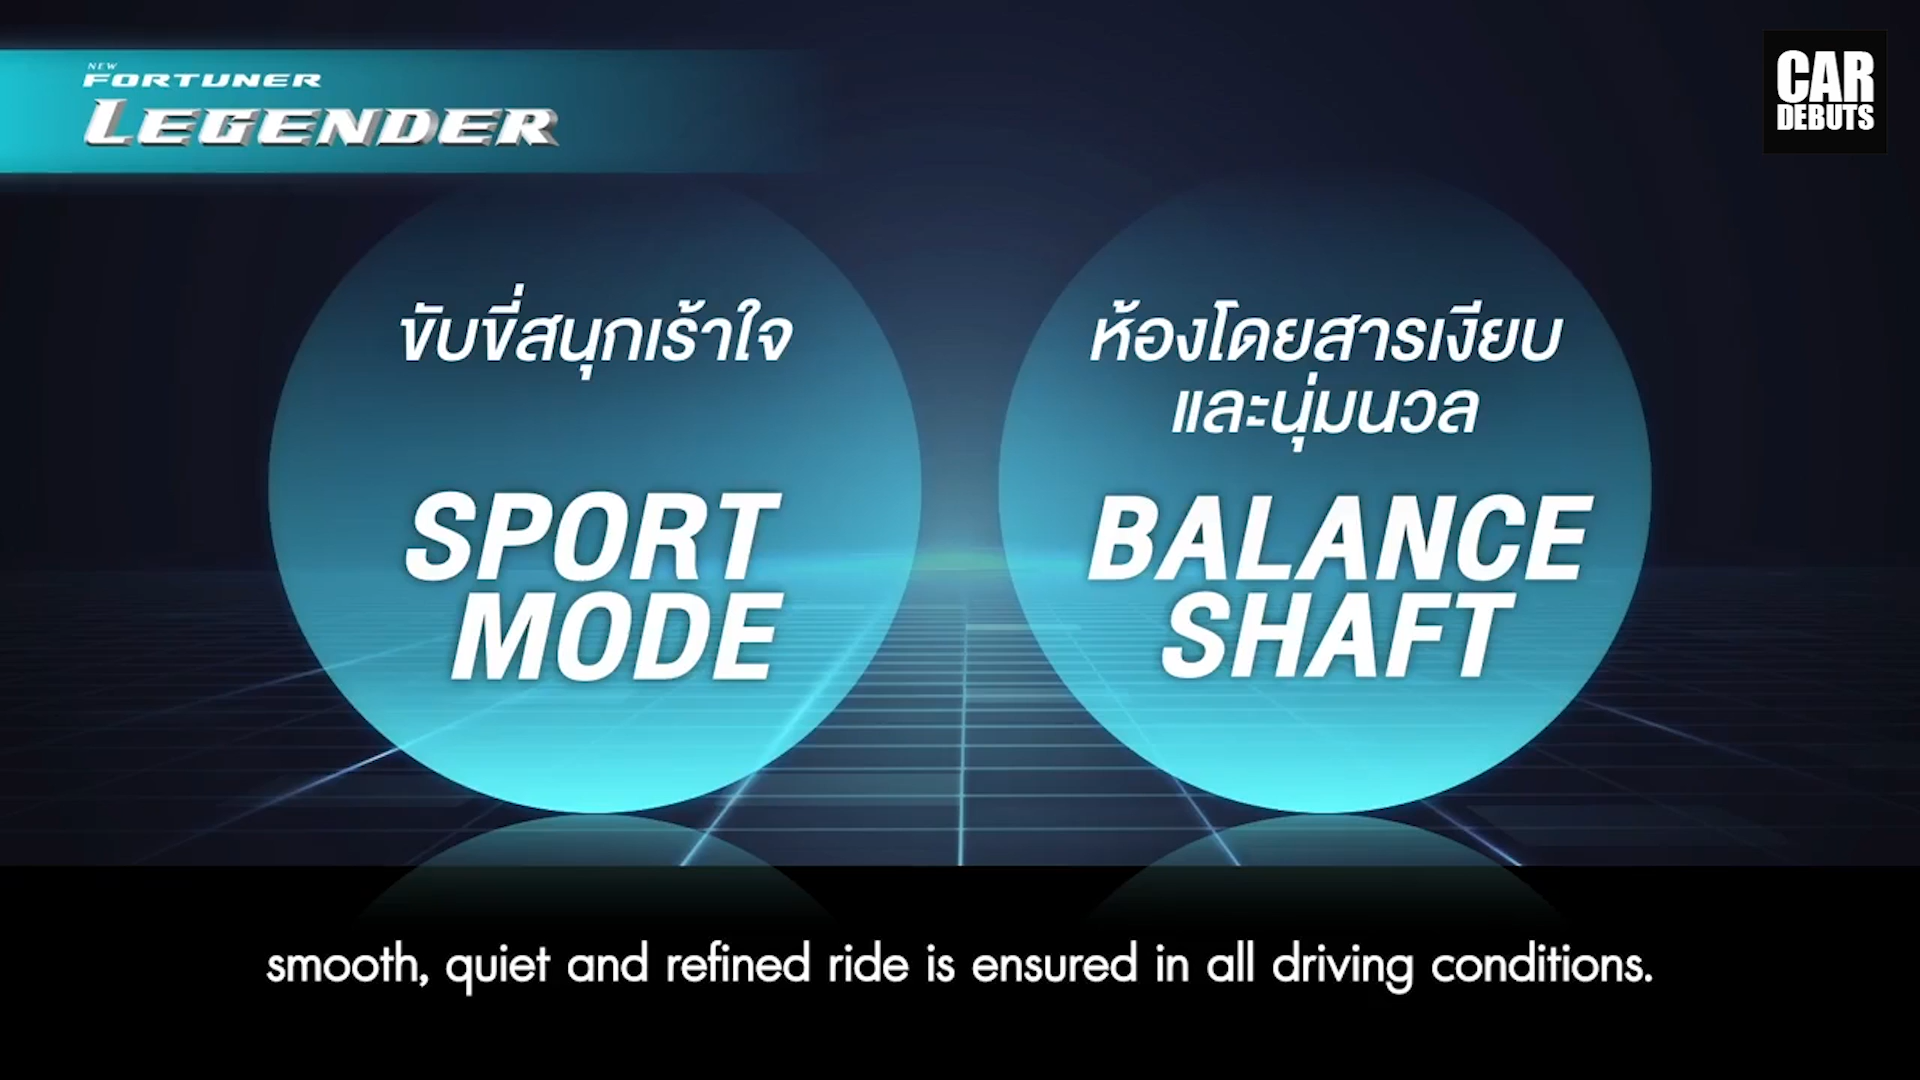 NEW
FORTUNER
LEGENDER
CAR
DEBUTS
ขับขี่สนุกเร้าใจ
SPORT
MODE
ห้องโดยสารเงียบ
และนุ่มนวล
BALANCE
SHAFT
smooth, quiet and refined ride is ensured in all driving conditions.